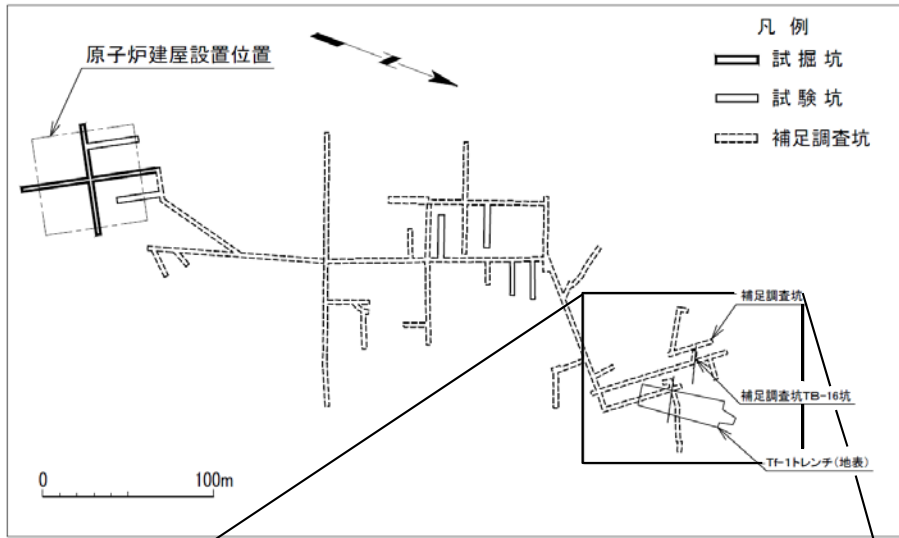 原子炉建屋設置位置
凡 例
試 掘 坑
試 験 坑
補足調査坑
補足調査坑
補足調査坑TB-16坑
Tf-1トレンチ(地表)
0 100m